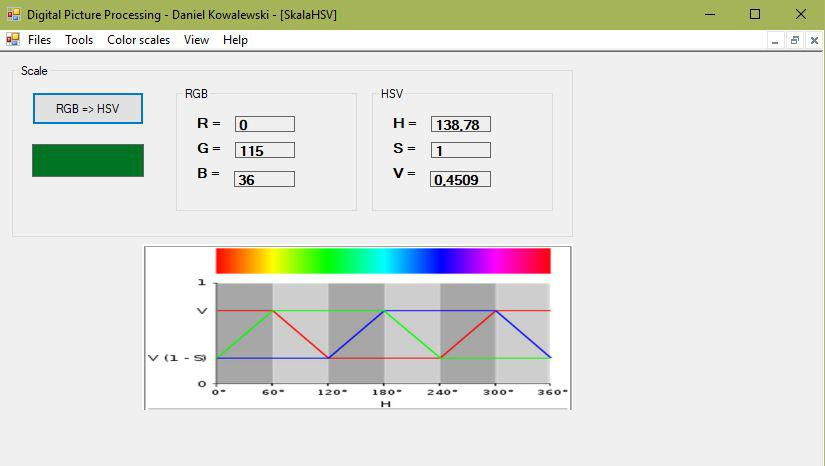 Digital Picture Processing - Daniel Kowalewski - [SkalaHSV]
Files Tools Color scales View Help
Scale
RGB => HSV
RGB
R = 0
G = 115
B = 36
HSV
H = 138,78
S = 1
V = 0,4509
1
V
V (1 - S)
0
0° 60° 120° 180° 240° 300° 360°
H